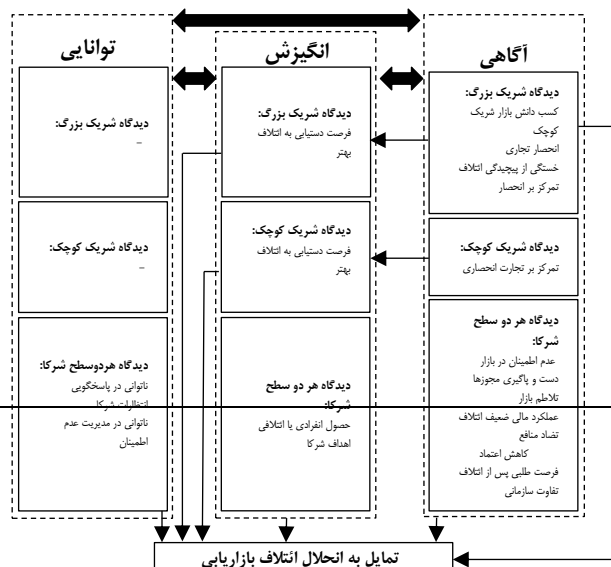 آگاهی
دیدگاه شریک بزرگ:
کسب دانش بازار شریک
کوچک
انحصار تجاری
خستگی از پیچیدگی ائتلاف
تمرکز بر انحصار
دیدگاه شریک کوچک:
تمرکز بر تجارت انحصاری
دیدگاه هر دو سطح
شرکا:
عدم اطمینان در بازار
دست و پاگیری مجوزها
تلاطم بازار
عملکرد مالی ضعیف ائتلاف
تضاد منافع
کاهش اعتماد
فرصت طلبی پس از ائتلاف
تفاوت سازمانی
انگیزش
دیدگاه شریک بزرگ:
فرصت دستیابی به ائتلاف
بهتر
دیدگاه شریک کوچک:
فرصت دستیابی به ائتلاف
بهتر
دیدگاه هر دو سطح
شرکا:
حصول انفرادی یا ائتلافی
اهداف شرکا
توانایی
دیدگاه شریک بزرگ:
–
دیدگاه شریک کوچک:
–
دیدگاه هردوسطح شرکا:
ناتوانی در پاسخگویی
انتظارات شرکا
ناتوانی در مدیریت عدم
اطمینان
تمایل به انحلال ائتلاف بازاریابی